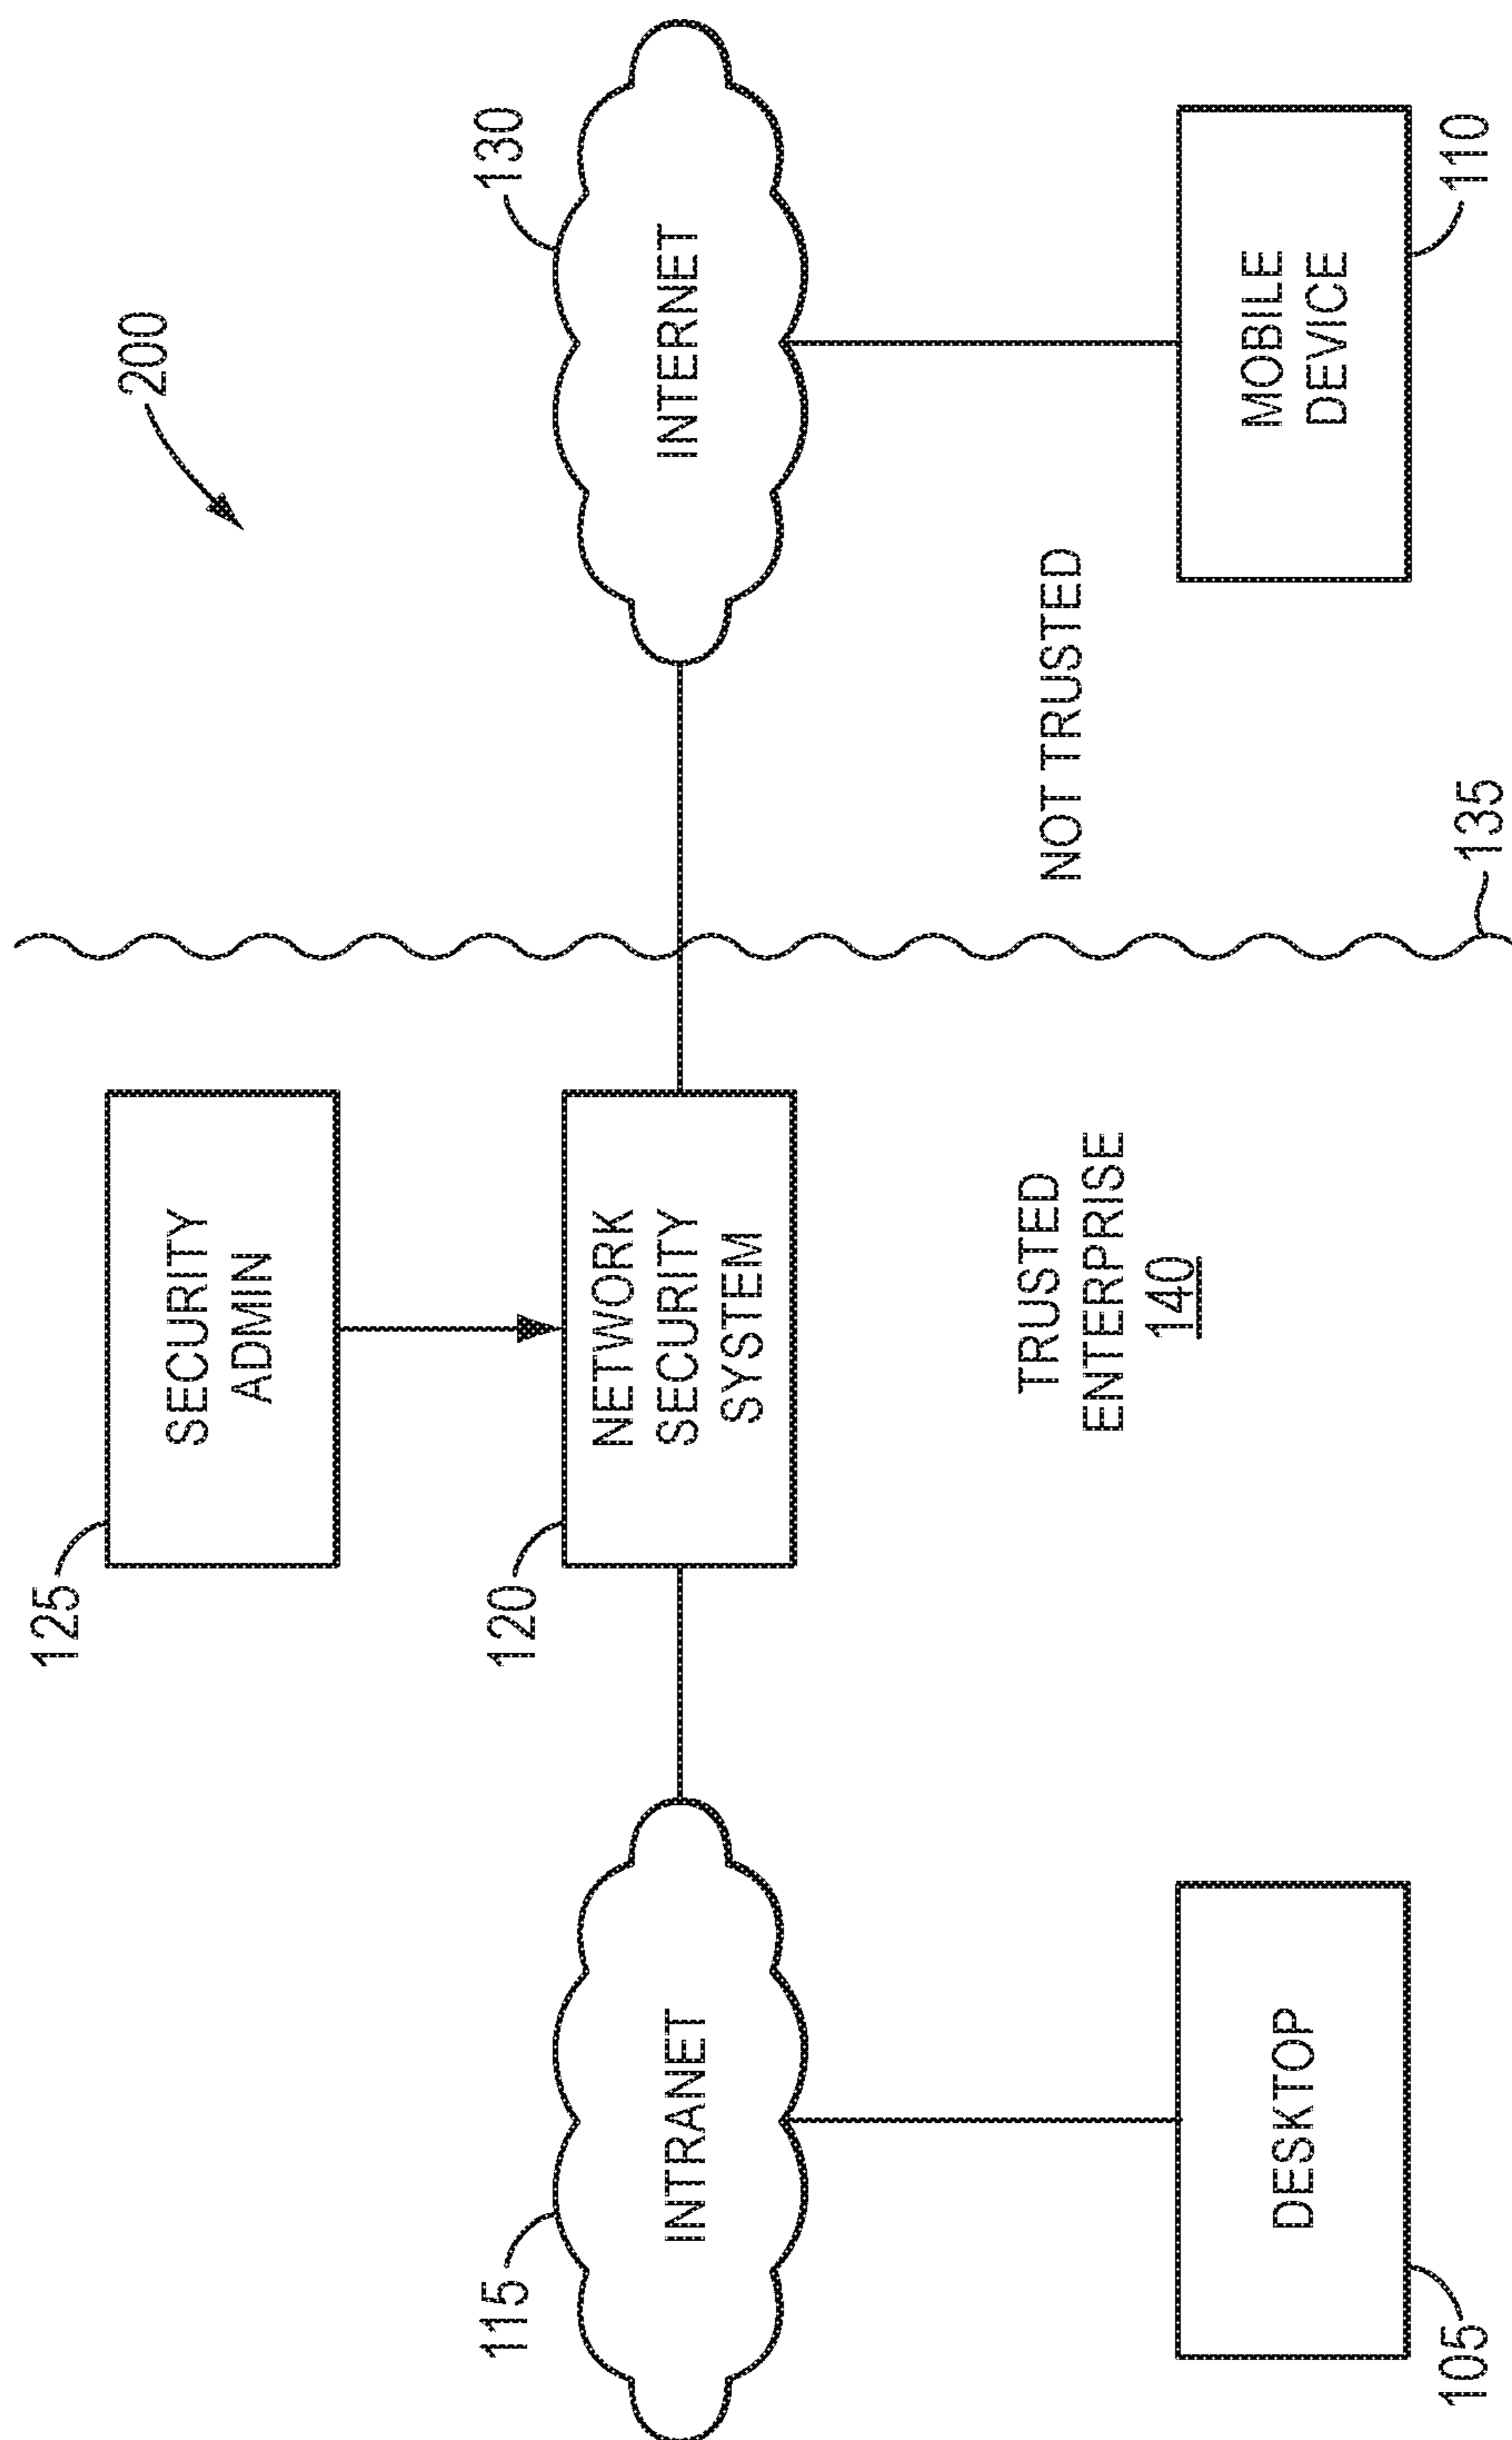 200
125
SECURITY
ADMIN
115
INTRANET
120
NETWORK
SECURITY
SYSTEM
130
INTERNET
TRUSTED
ENTERPRISE
140
NOT TRUSTED
DESKTOP
105
135
MOBILE
DEVICE
110